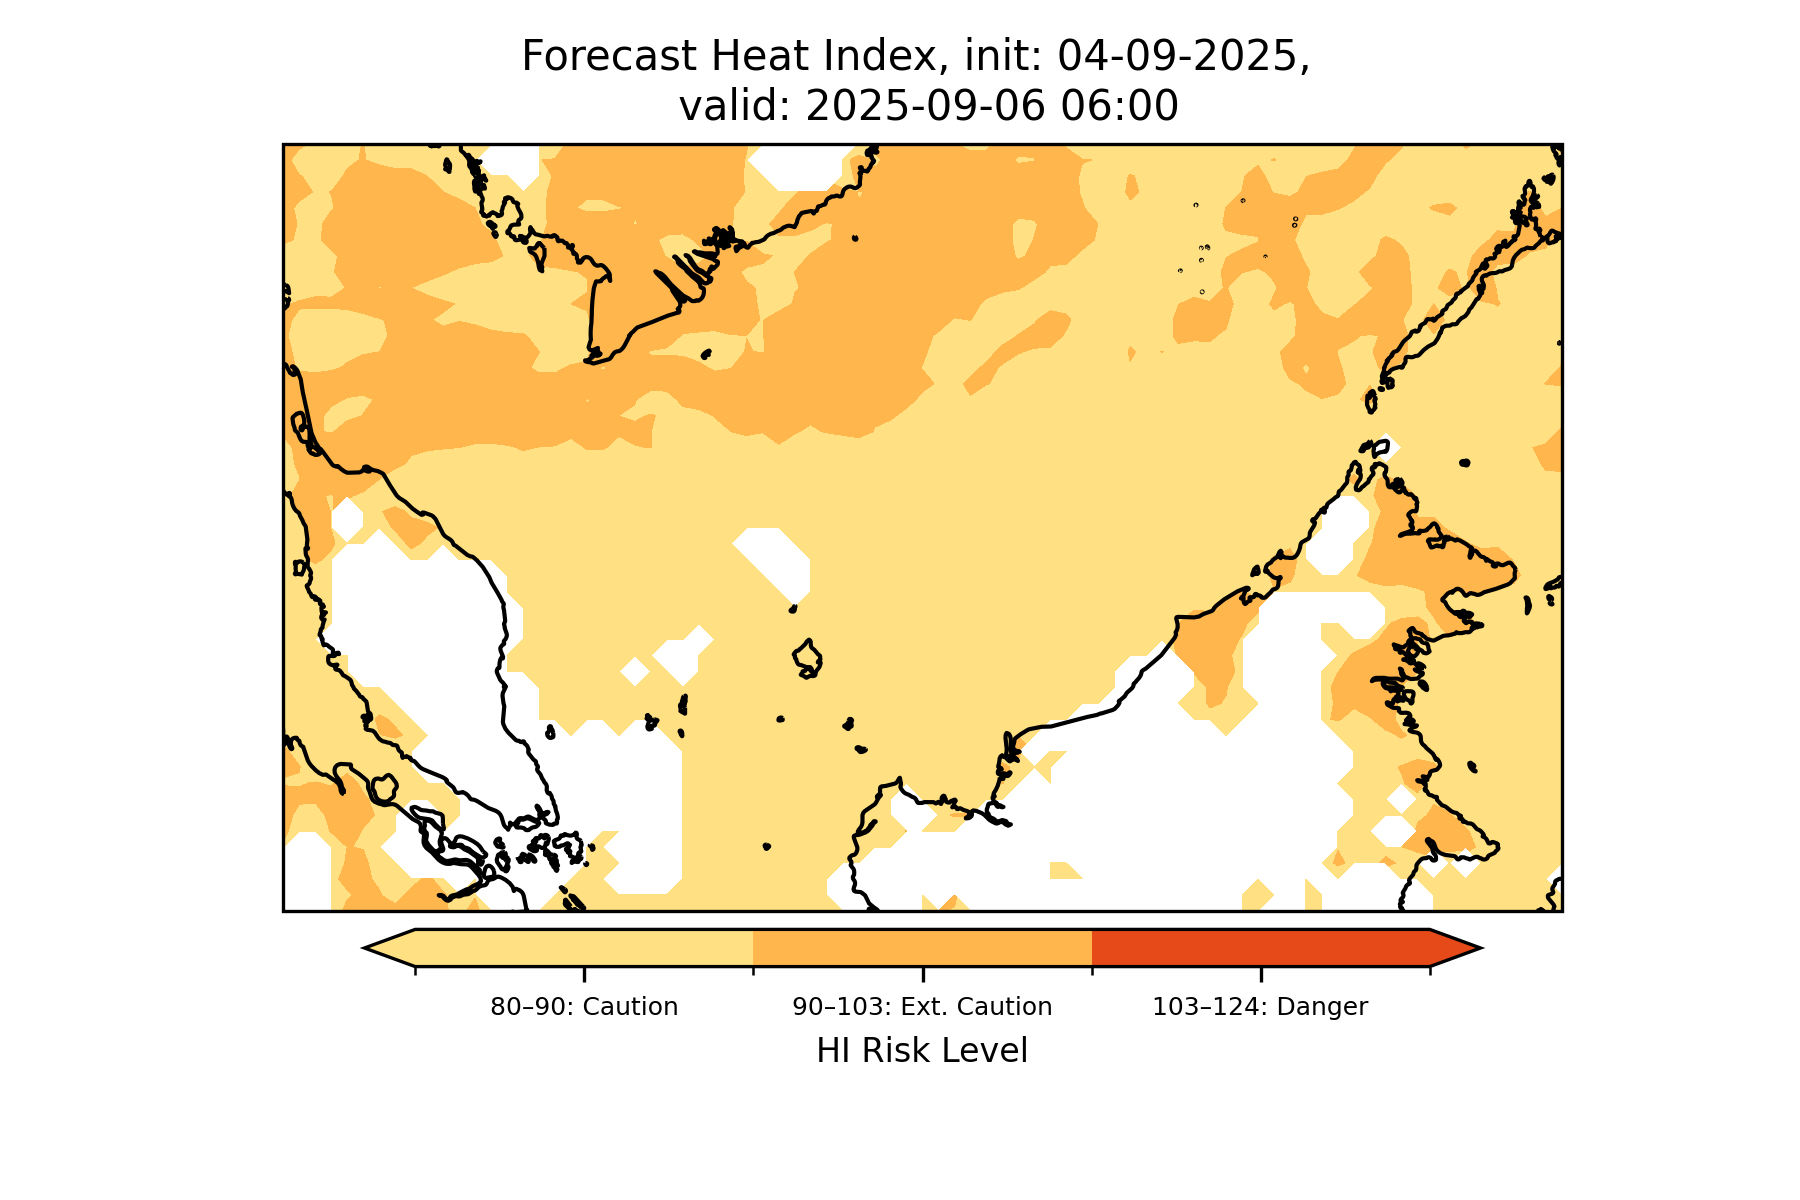 Forecast Heat Index, init: 04-09-2025,
valid: 2025-09-06 06:00
80–90: Caution
90–103: Ext. Caution
103–124: Danger
HI Risk Level